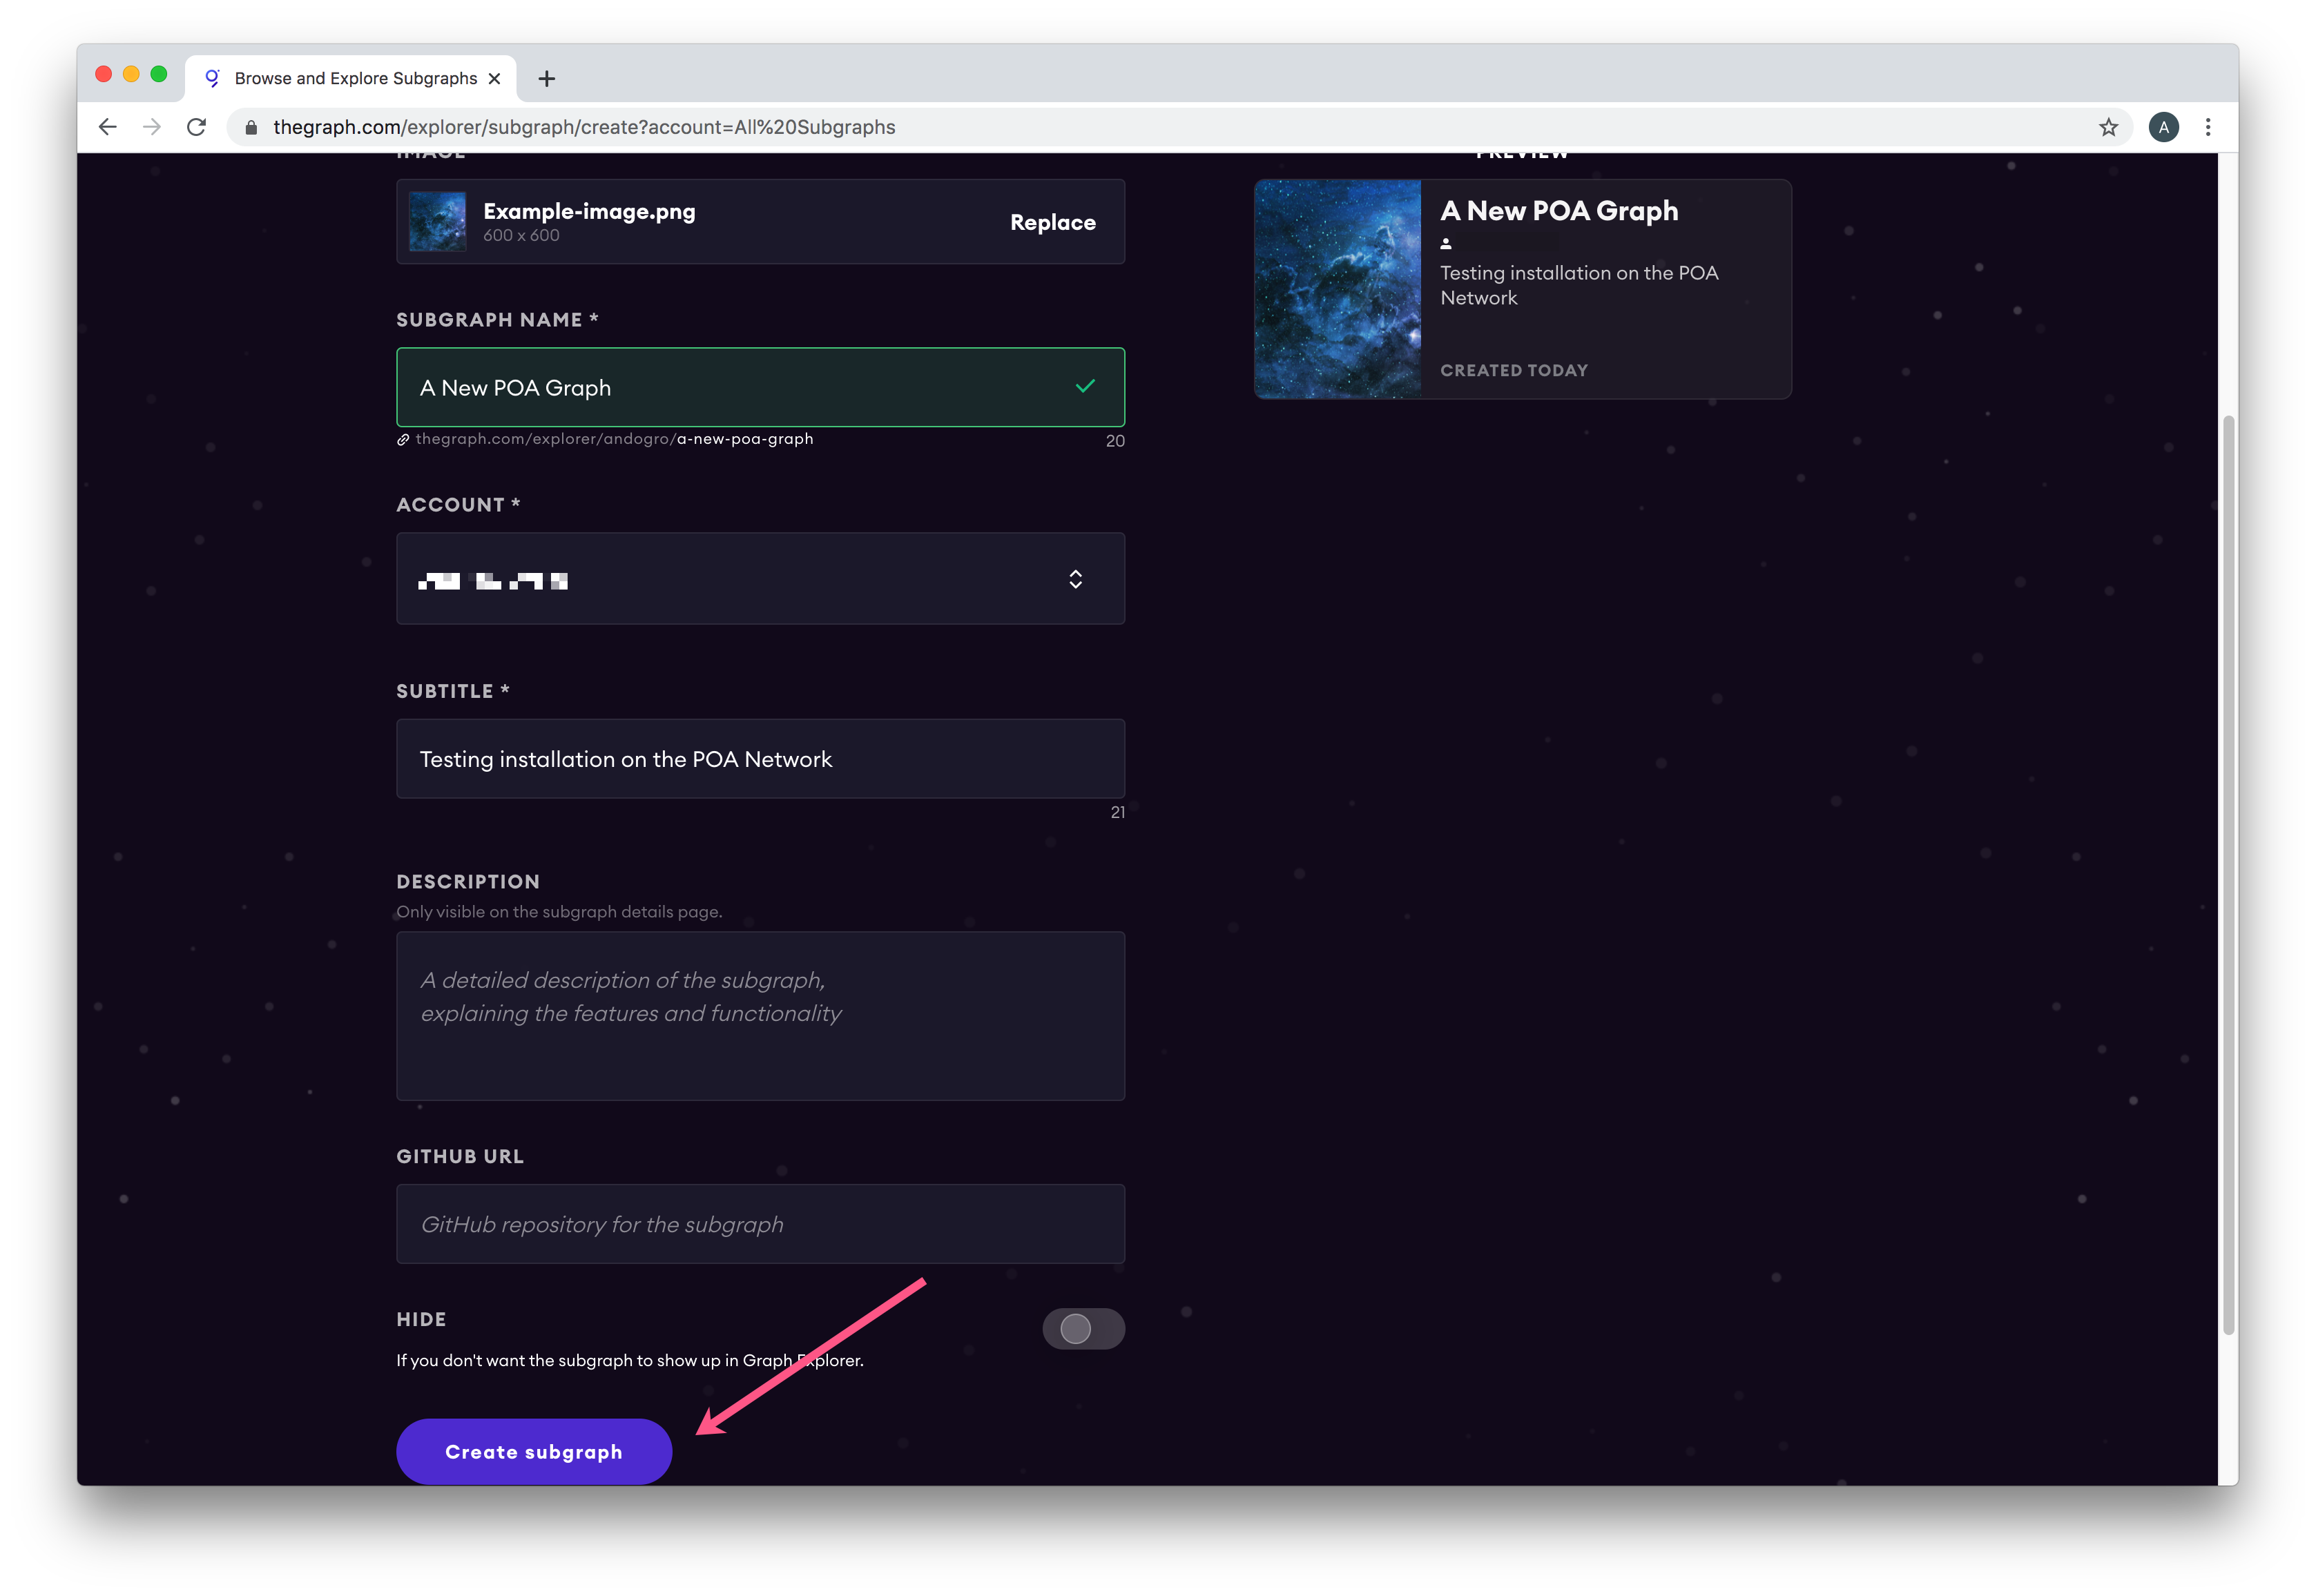 Browse and Explore Subgraphs
thegraph.com/explorer/subgraph/create?account=All%20Subgraphs
A
IMAGE
PREVIEW
Example-image.png
600 x 600
Replace
A New POA Graph
Testing installation on the POA
Network
CREATED TODAY
SUBGRAPH NAME *
A New POA Graph
thegraph.com/explorer/andogro/a-new-poa-graph
20
ACCOUNT *
SUBTITLE *
Testing installation on the POA Network
21
DESCRIPTION
Only visible on the subgraph details page.
A detailed description of the subgraph,
explaining the features and functionality
GITHUB URL
GitHub repository for the subgraph
HIDE
If you don't want the subgraph to show up in Graph Explorer.
Create subgraph